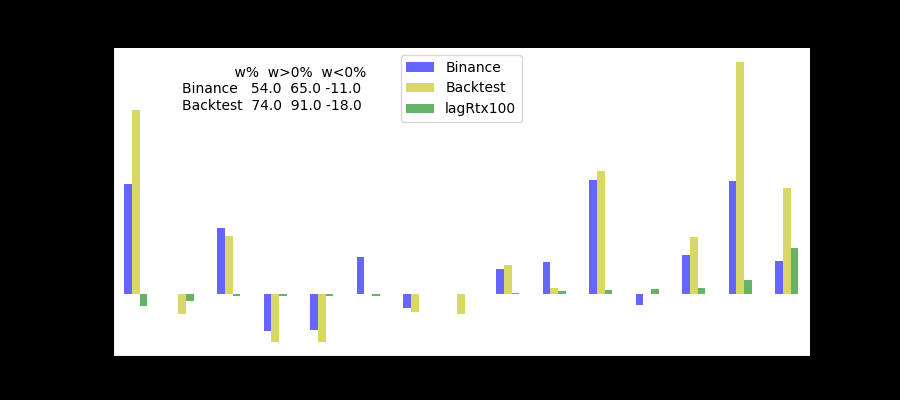 w% w>0% w<0%
Binance 54.0 65.0 -11.0
Backtest 74.0 91.0 -18.0
Binance
Backtest
lagRtx100